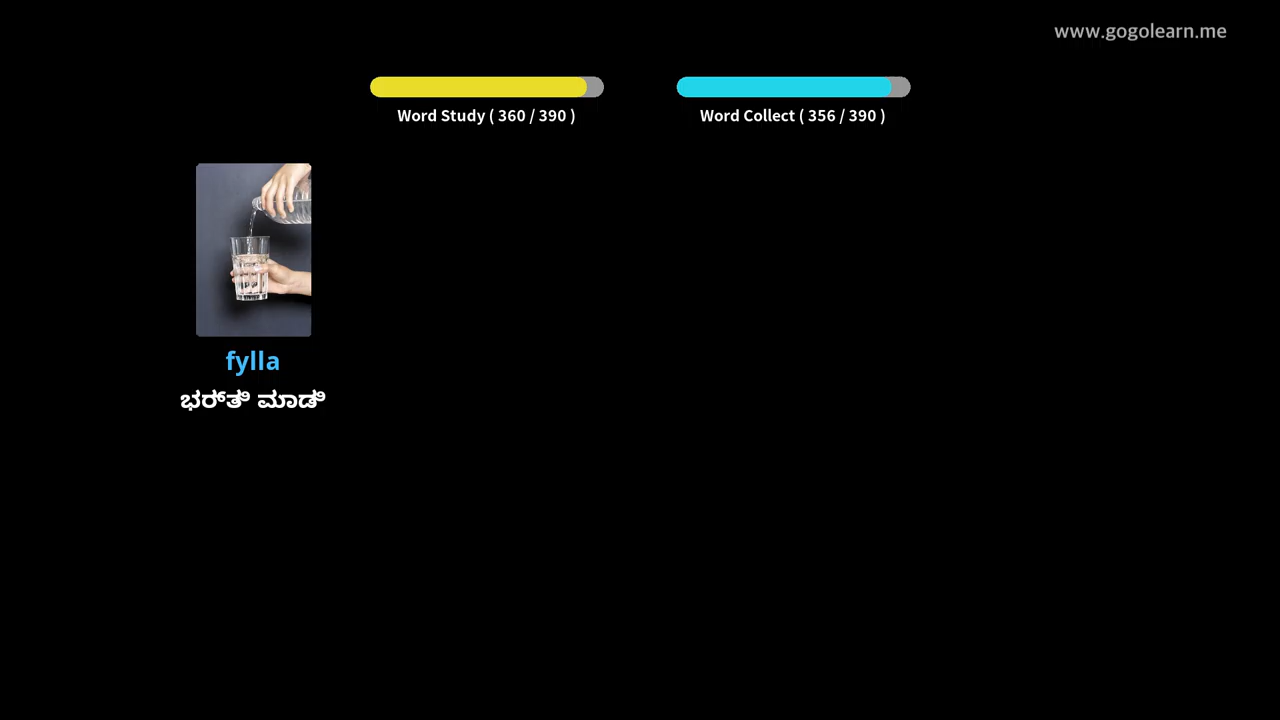 www.gogolearn.me
Word Study ( 360 / 390 )
Word Collect ( 356 / 390 )
fylla
ಭರ್ತಿ ಮಾಡಿ